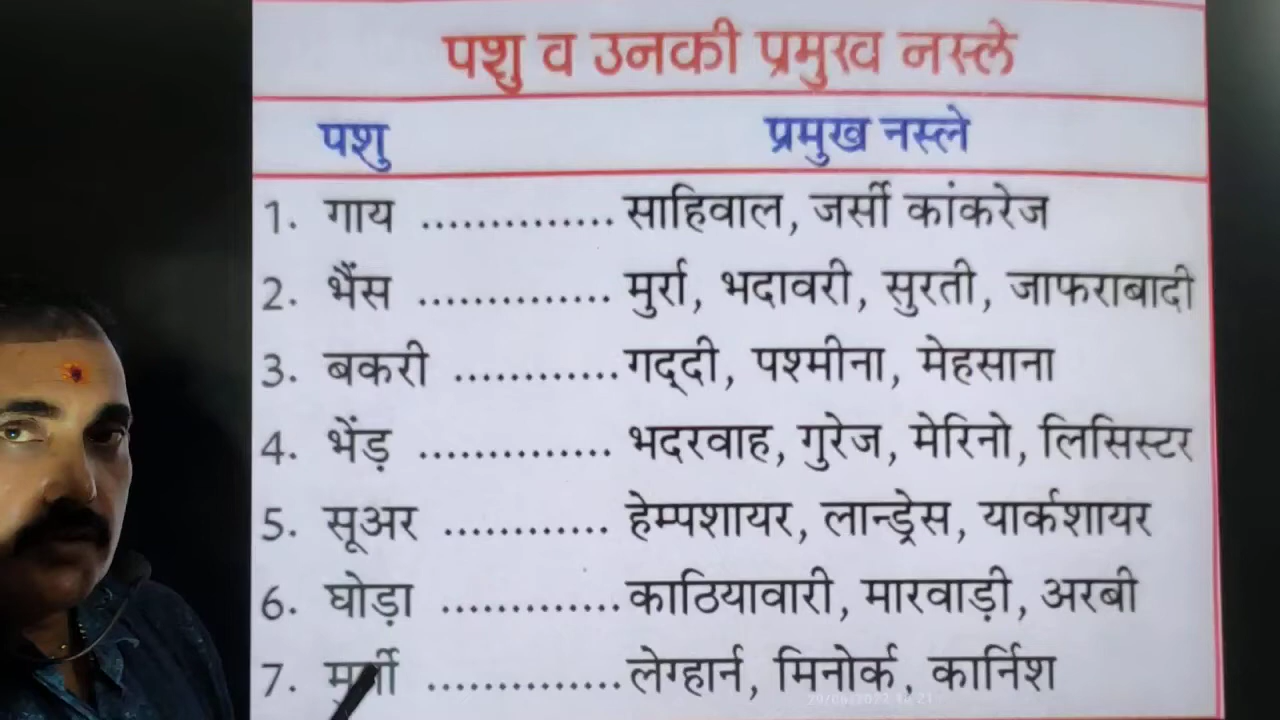 पशु व उनकी प्रमुख नस्ले
पशु प्रमुख नस्ले
1. गाय .............. साहिवाल, जर्सी कांकरेज
2. भैंस .............. मुर्रा, भदावरी, सुरती, जाफराबादी
3. बकरी ............ गद्दी, पश्मीना, मेहसाना
4. भेंड़ .............. भदरवाह, गुरेज, मेरिनो, लिसिस्टर
5. सूअर ............ हेम्पशायर, लान्ड्रेस, यार्कशायर
6. घोड़ा ............. काठियावारी, मारवाड़ी, अरबी
7. मुर्गी .............. लेग्हार्न, मिनोर्क, कार्निश